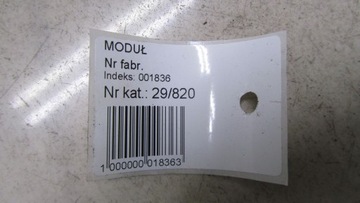 MODUŁ
Nr fabr.
Indeks: 001836
Nr kat.: 29/820
1 000000 018363